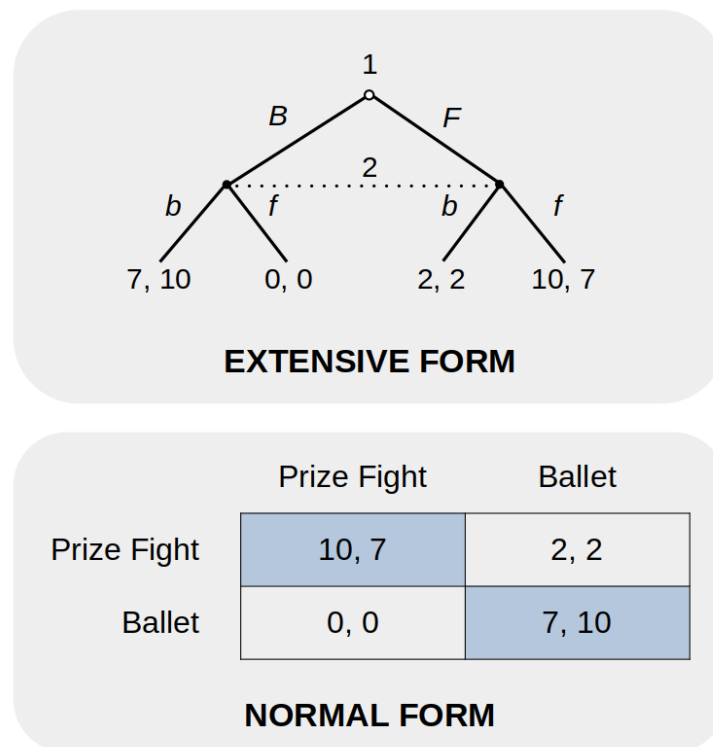 1
B F
2
b f b f
7, 10 0, 0 2, 2 10, 7
EXTENSIVE FORM
Prize Fight Ballet
Prize Fight 10, 7 2, 2
Ballet 0, 0 7, 10
NORMAL FORM